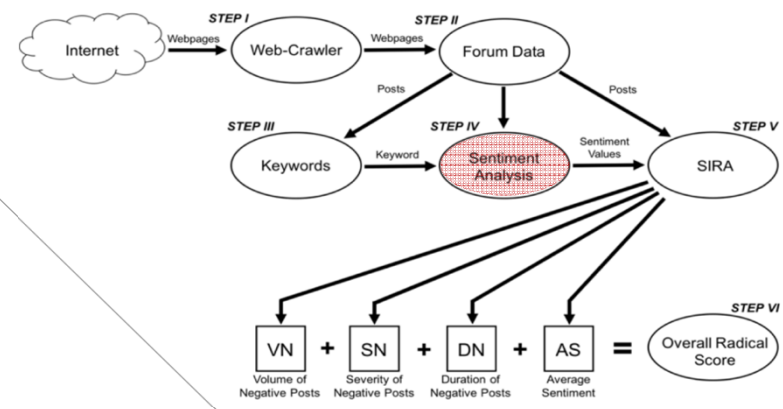 STEP I
STEP II
Internet
Webpages
Web-Crawler
Webpages
Forum Data
Posts
Posts
STEP III
STEP IV
STEP V
Keywords
Keyword
Sentiment
Analysis
Sentiment
Values
SIRA
STEP VI
VN
+
SN
+
DN
+
AS
=
Overall Radical
Score
Volume of
Negative Posts
Severity of
Negative Posts
Duration of
Negative Posts
Average
Sentiment